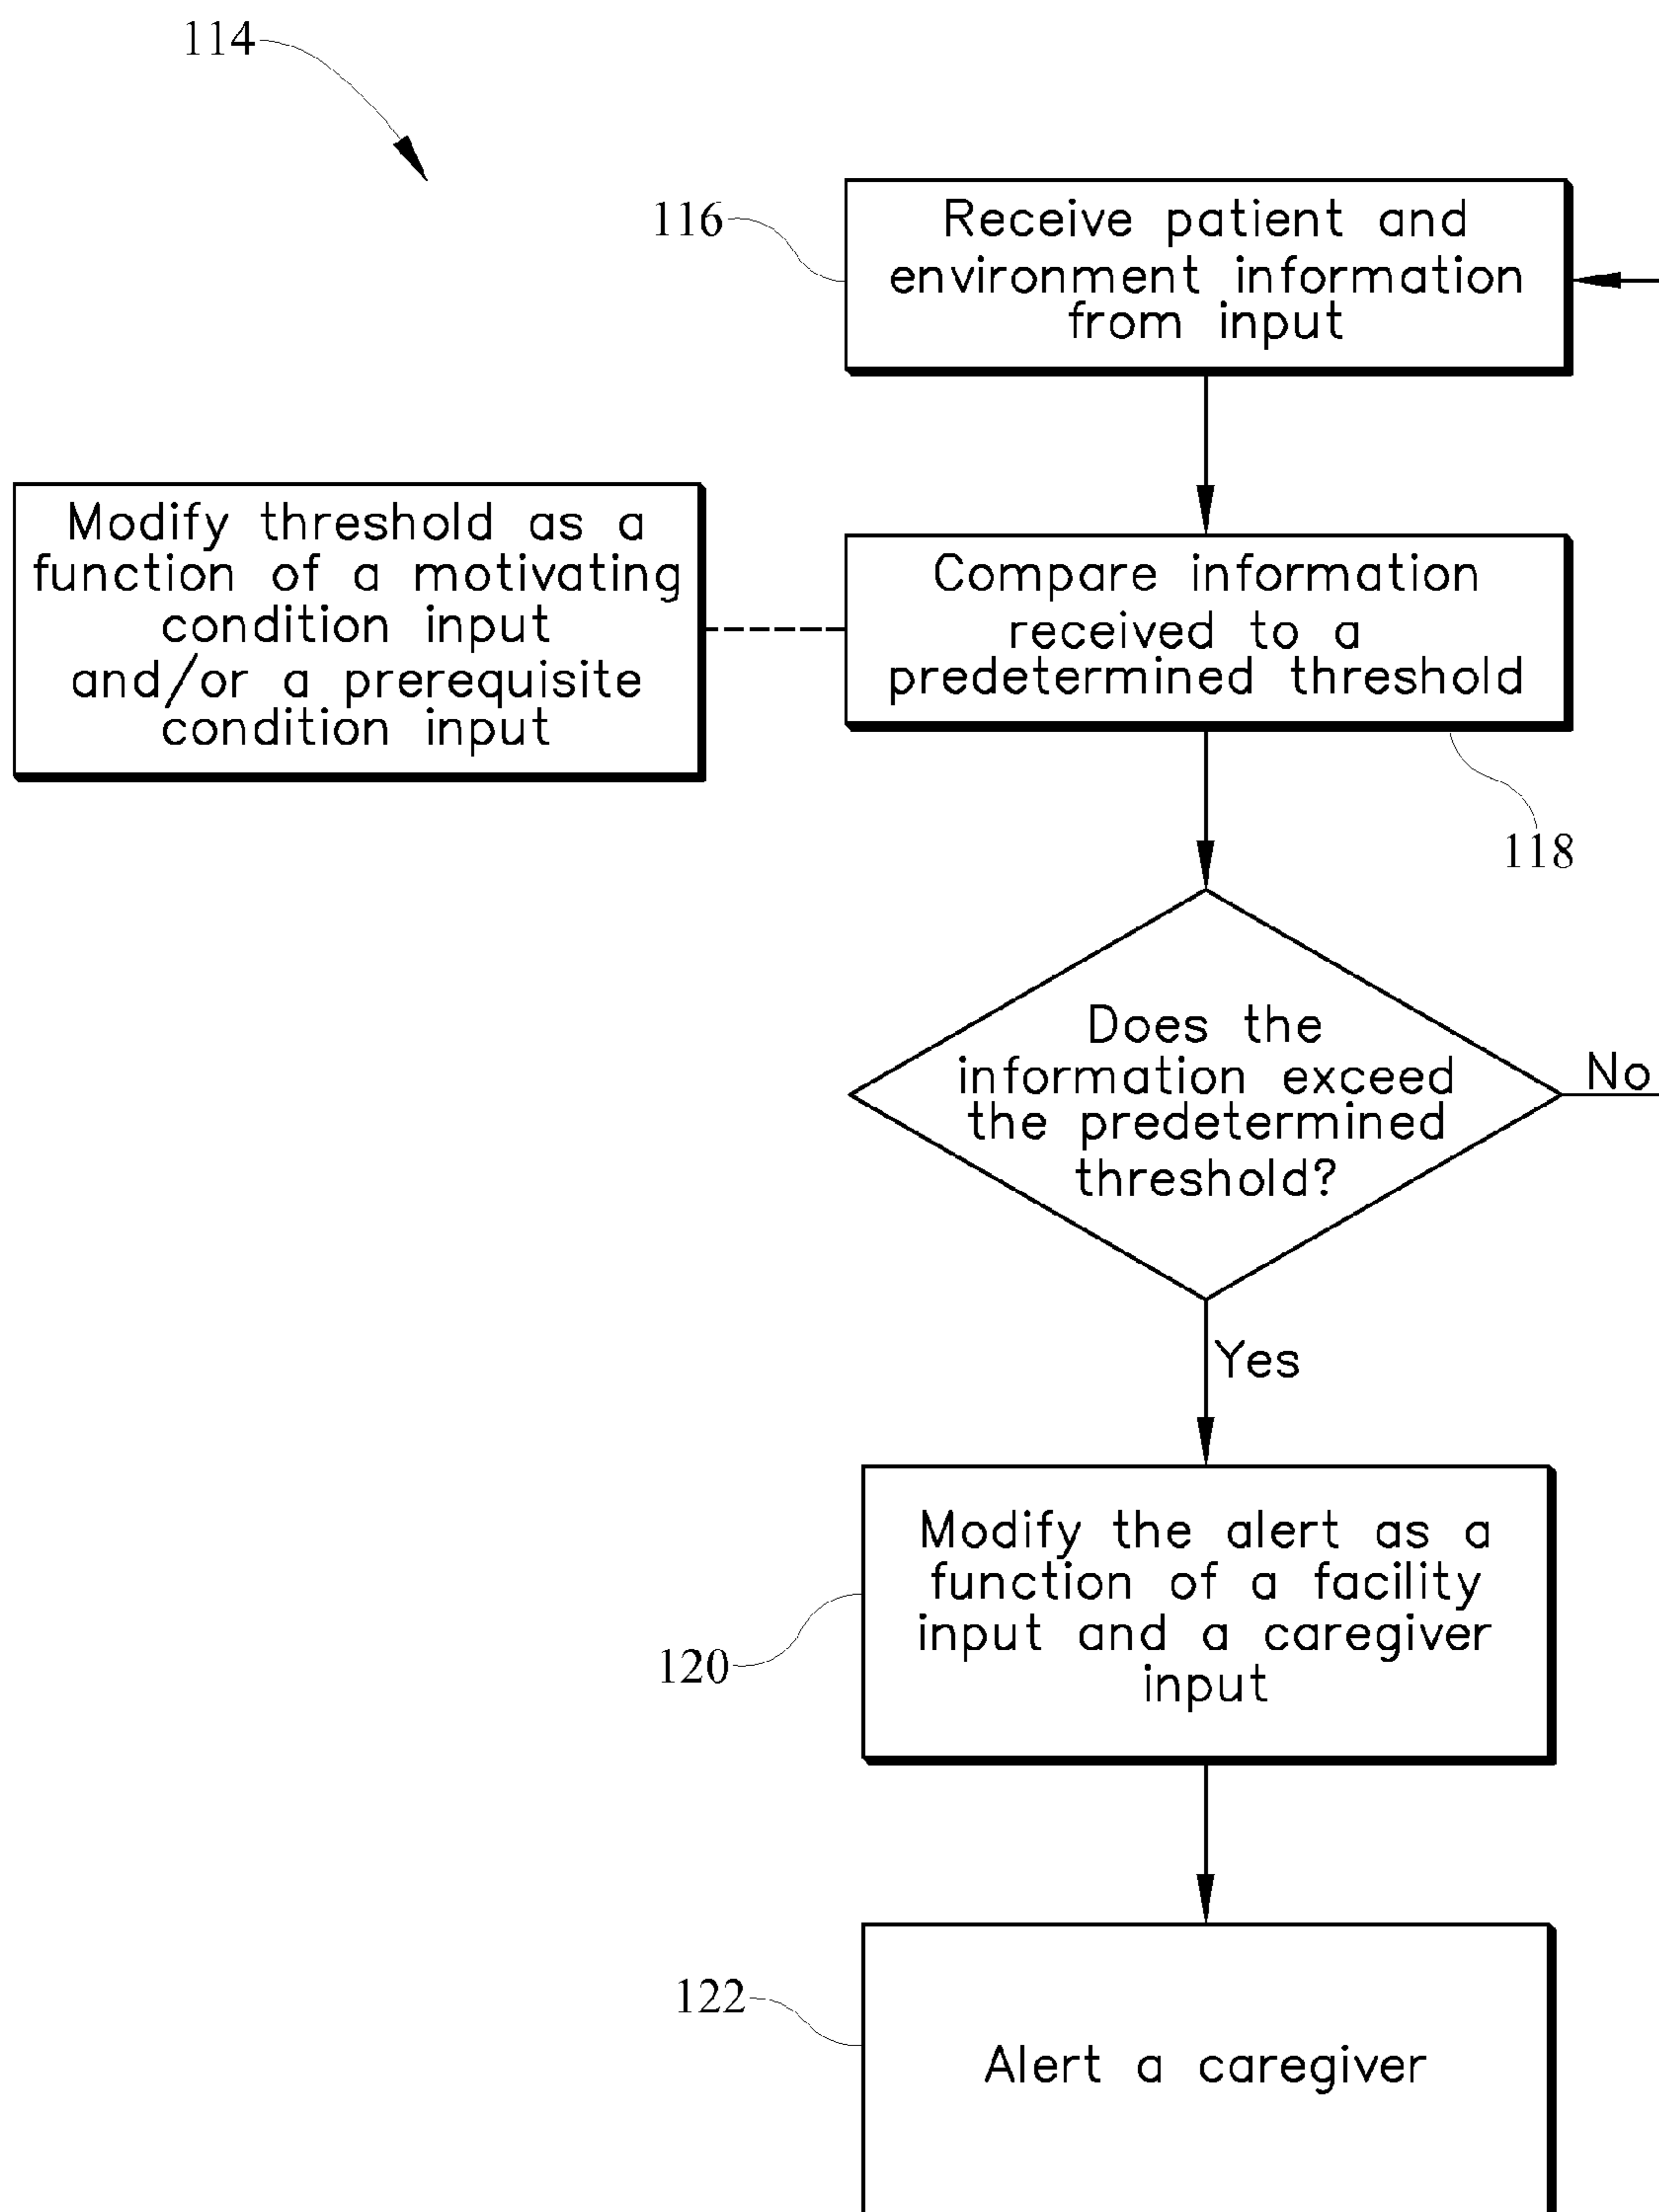 114
116
Receive patient and
environment information
from input
Modify threshold as a
function of a motivating
condition input
and/or a prerequisite
condition input
Compare information
received to a
predetermined threshold
118
Does the
information exceed
the predetermined
threshold?
No
Yes
120
Modify the alert as a
function of a facility
input and a caregiver
input
122
Alert a caregiver